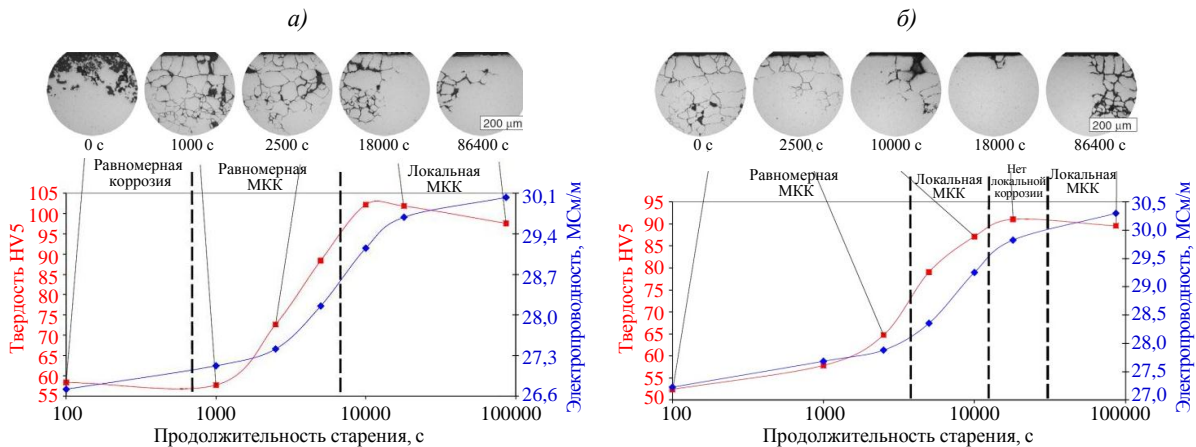 а)
0 с 1000 с 2500 с 18000 с 86400 с
200 µm
Равномерная
коррозия
Равномерная
МКК
Локальная
МКК
Твердость HV5
105
100
95
90
85
80
75
70
65
60
55
30,1
29,4
28,7
28,0
27,3
26,6
Электропроводность, МСм/м
100 1000 10000 100000
Продолжительность старения, с
б)
0 с 2500 с 10000 с 18000 с 86400 с
200 µm
Равномерная
МКК
Локальная
МКК
Нет
локальной
коррозии
Локальная
МКК
Твердость HV5
95
90
85
80
75
70
65
60
55
50
30,5
30,0
29,5
29,0
28,5
28,0
27,5
27,0
Электропроводность, МСм/м
100 1000 10000 100000
Продолжительность старения, с